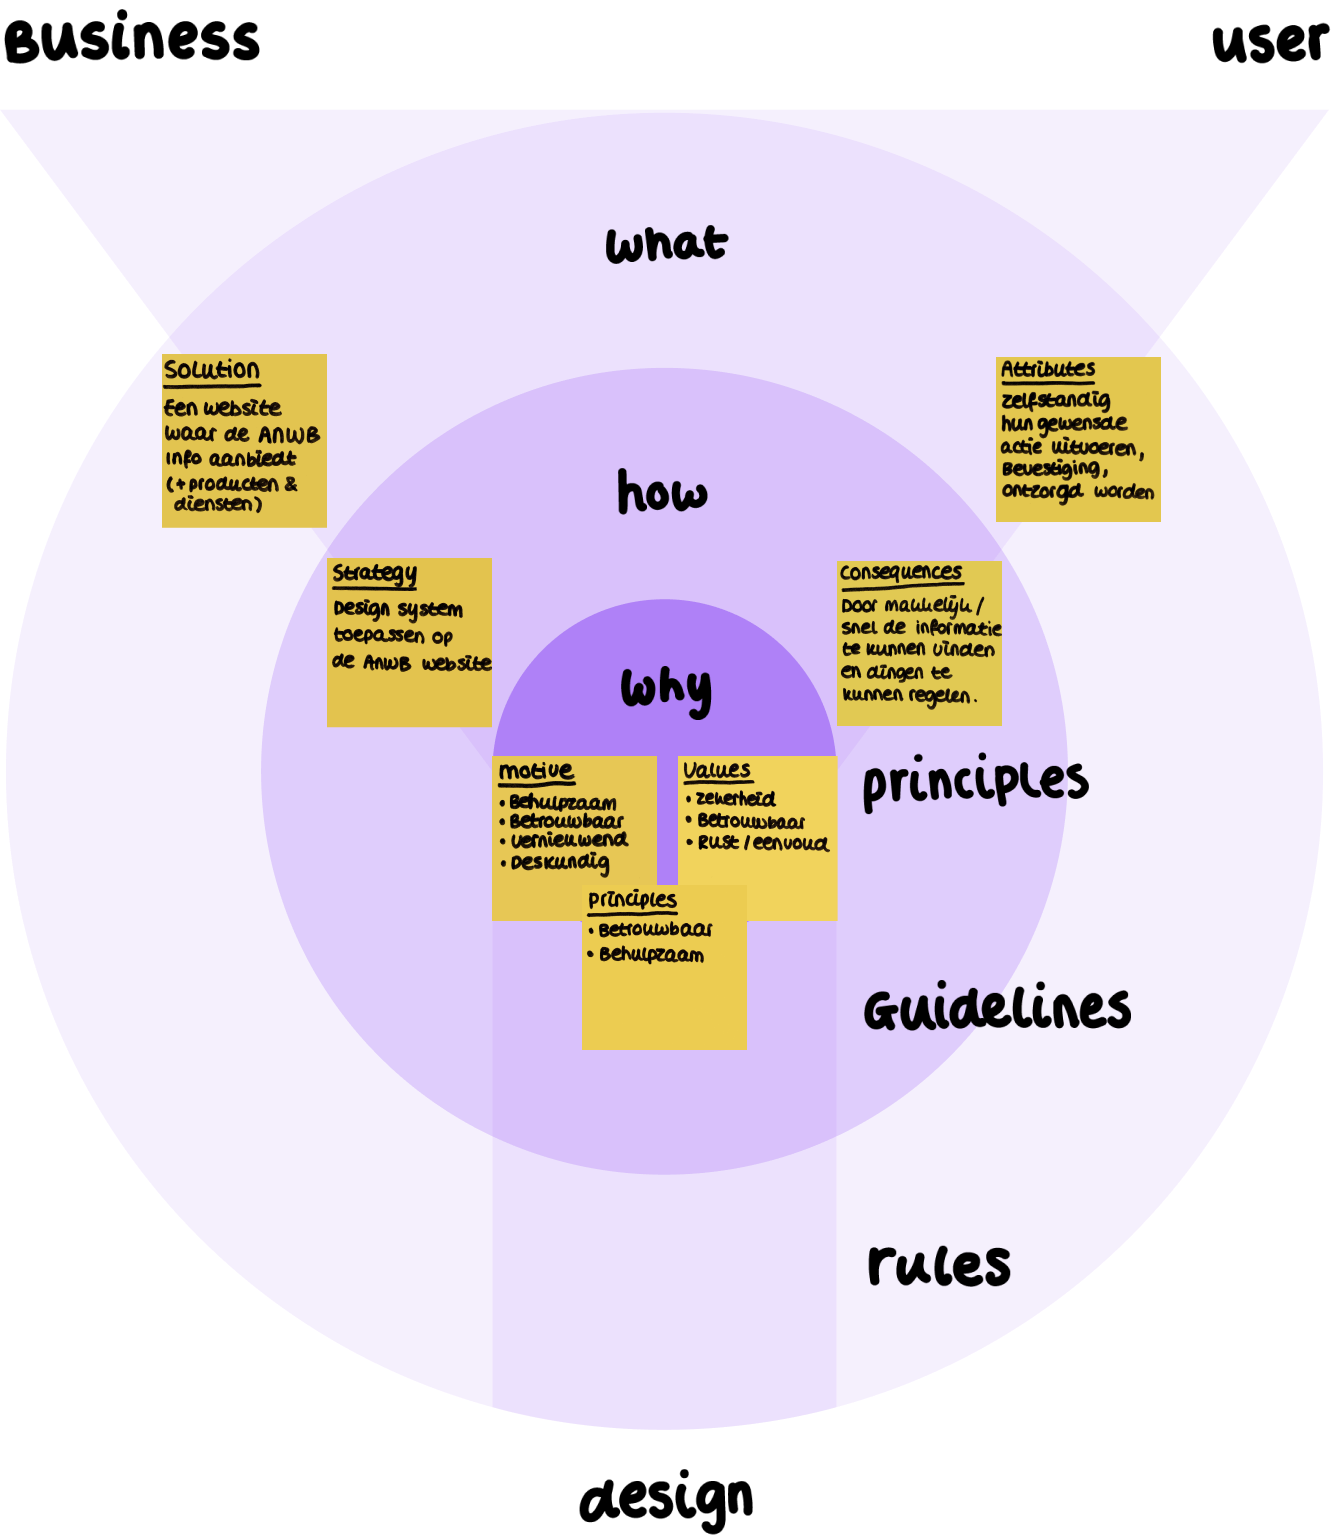 Business
user
what
Solution
Een website
waar de ANWB
info aanbiedt
(+producten &
diensten)
Attributes
zelfstandig
hun gewensde
actie uitvoeren,
Bevestiging,
ontzorgd worden
how
Strategy
Design system
toepassen op
de ANWB website
Consequences
Door makkelijk/
snel de informatie
te kunnen vinden
en dingen te
kunnen regelen.
why
motive
• Behulpzaam
• Betrouwbaar
• vernieuwend
• Deskundig
Values
• zekerheid
• Betrouwbaar
• Rust/eenvoud
principles
principles
• Betrouwbaar
• Behulpzaam
Guidelines
rules
design